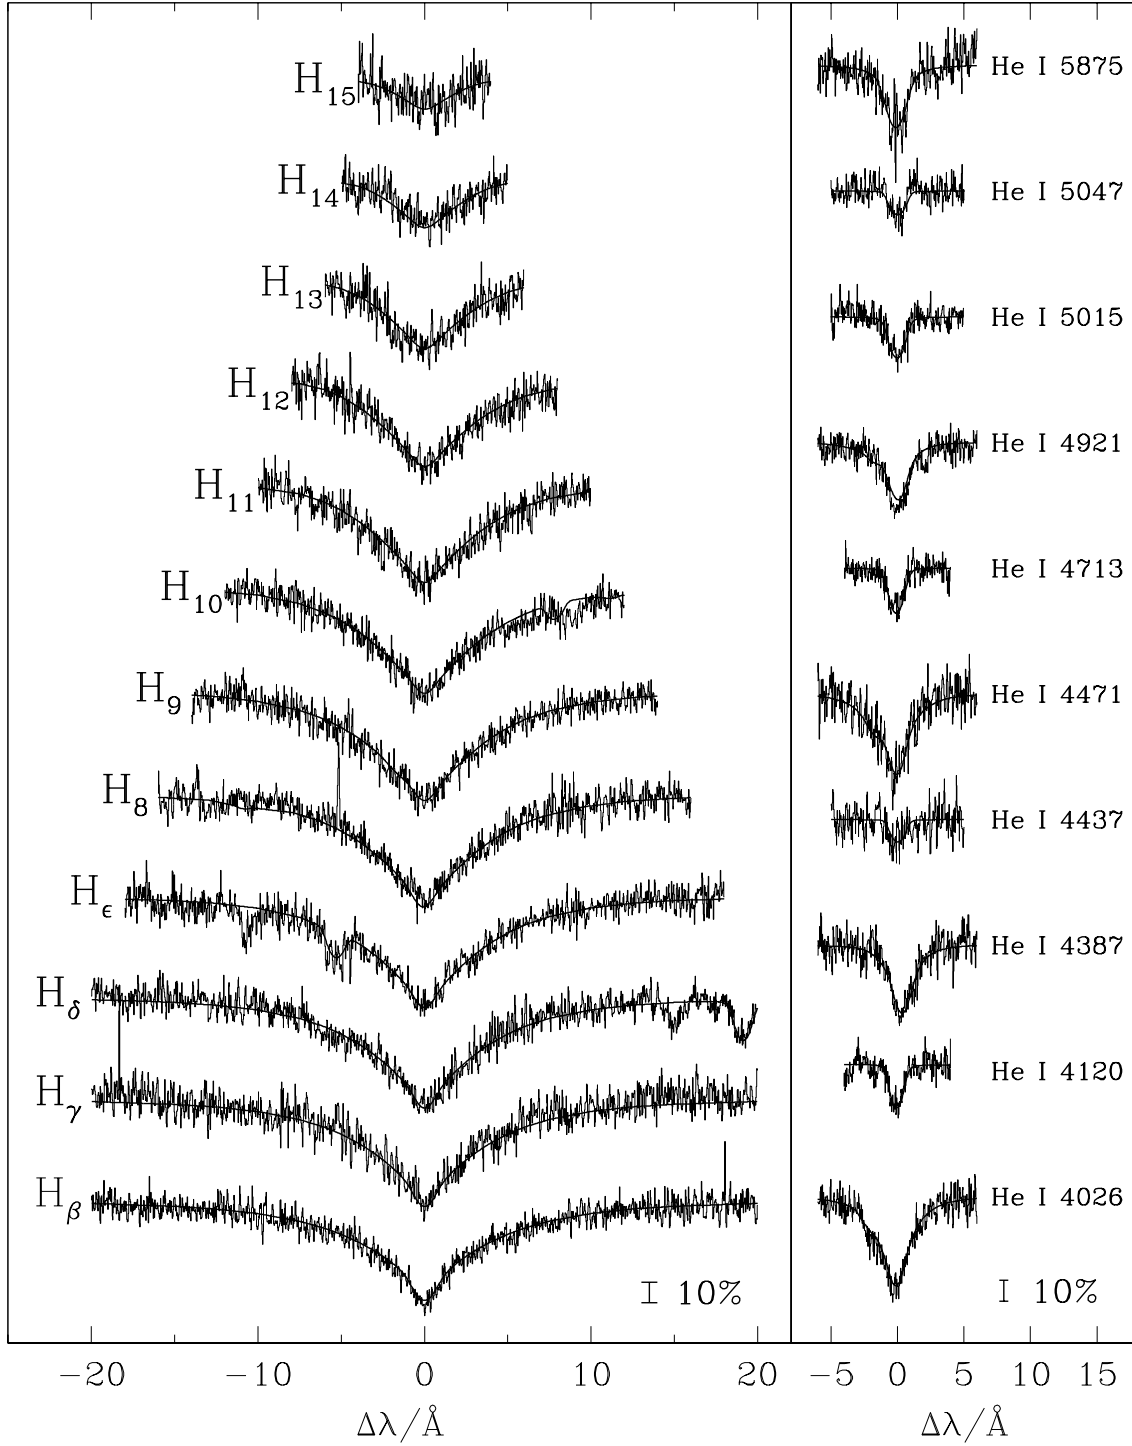 H15
H14
H13
H12
H11
H10
H9
H8
Hϵ
Hδ
Hγ
Hβ
I 10%
−20 −10 0 10 20
Δλ/Å
He I 5875
He I 5047
He I 5015
He I 4921
He I 4713
He I 4471
He I 4437
He I 4387
He I 4120
He I 4026
I 10%
−5 0 5 10 15
Δλ/Å